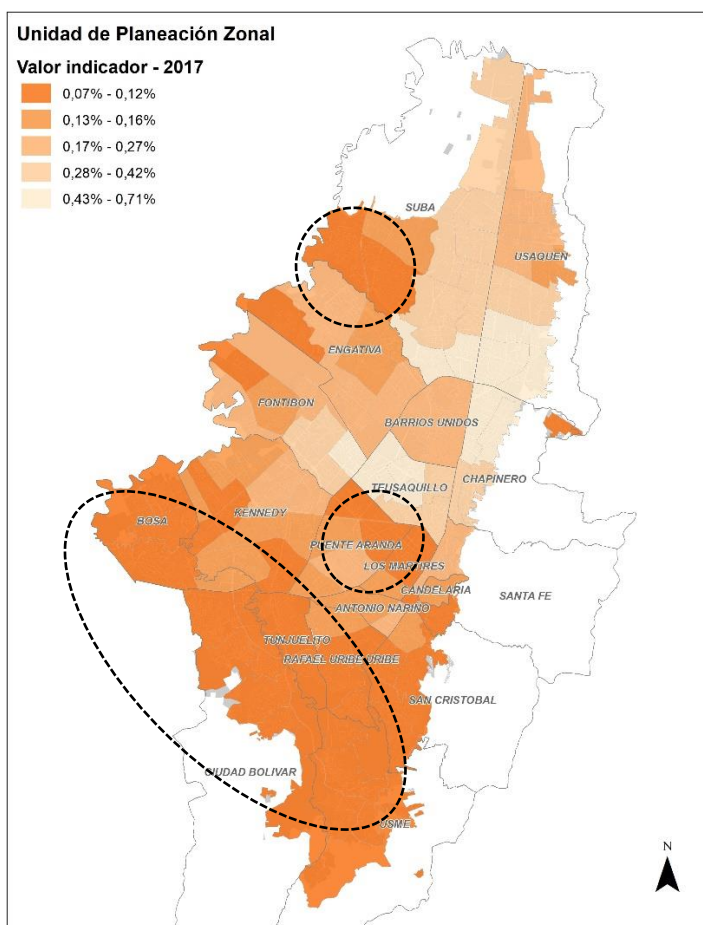 Unidad de Planeación Zonal
Valor indicador - 2017
0,07% - 0,12%
0,13% - 0,16%
0,17% - 0,27%
0,28% - 0,42%
0,43% - 0,71%
SUBA
USAQUEN
ENGATIVA
FONTIBON
BARRIOS UNIDOS
TEUSAQUILLO
CHAPINERO
BOSA
KENNEDY
PUENTE ARANDA
LOS MARTIRES
CANDELARIA
SANTA FE
ANTONIO NARIÑO
TUNJUELITO
RAFAEL URIBE URIBE
SAN CRISTOBAL
CIUDAD BOLIVAR
USME
N